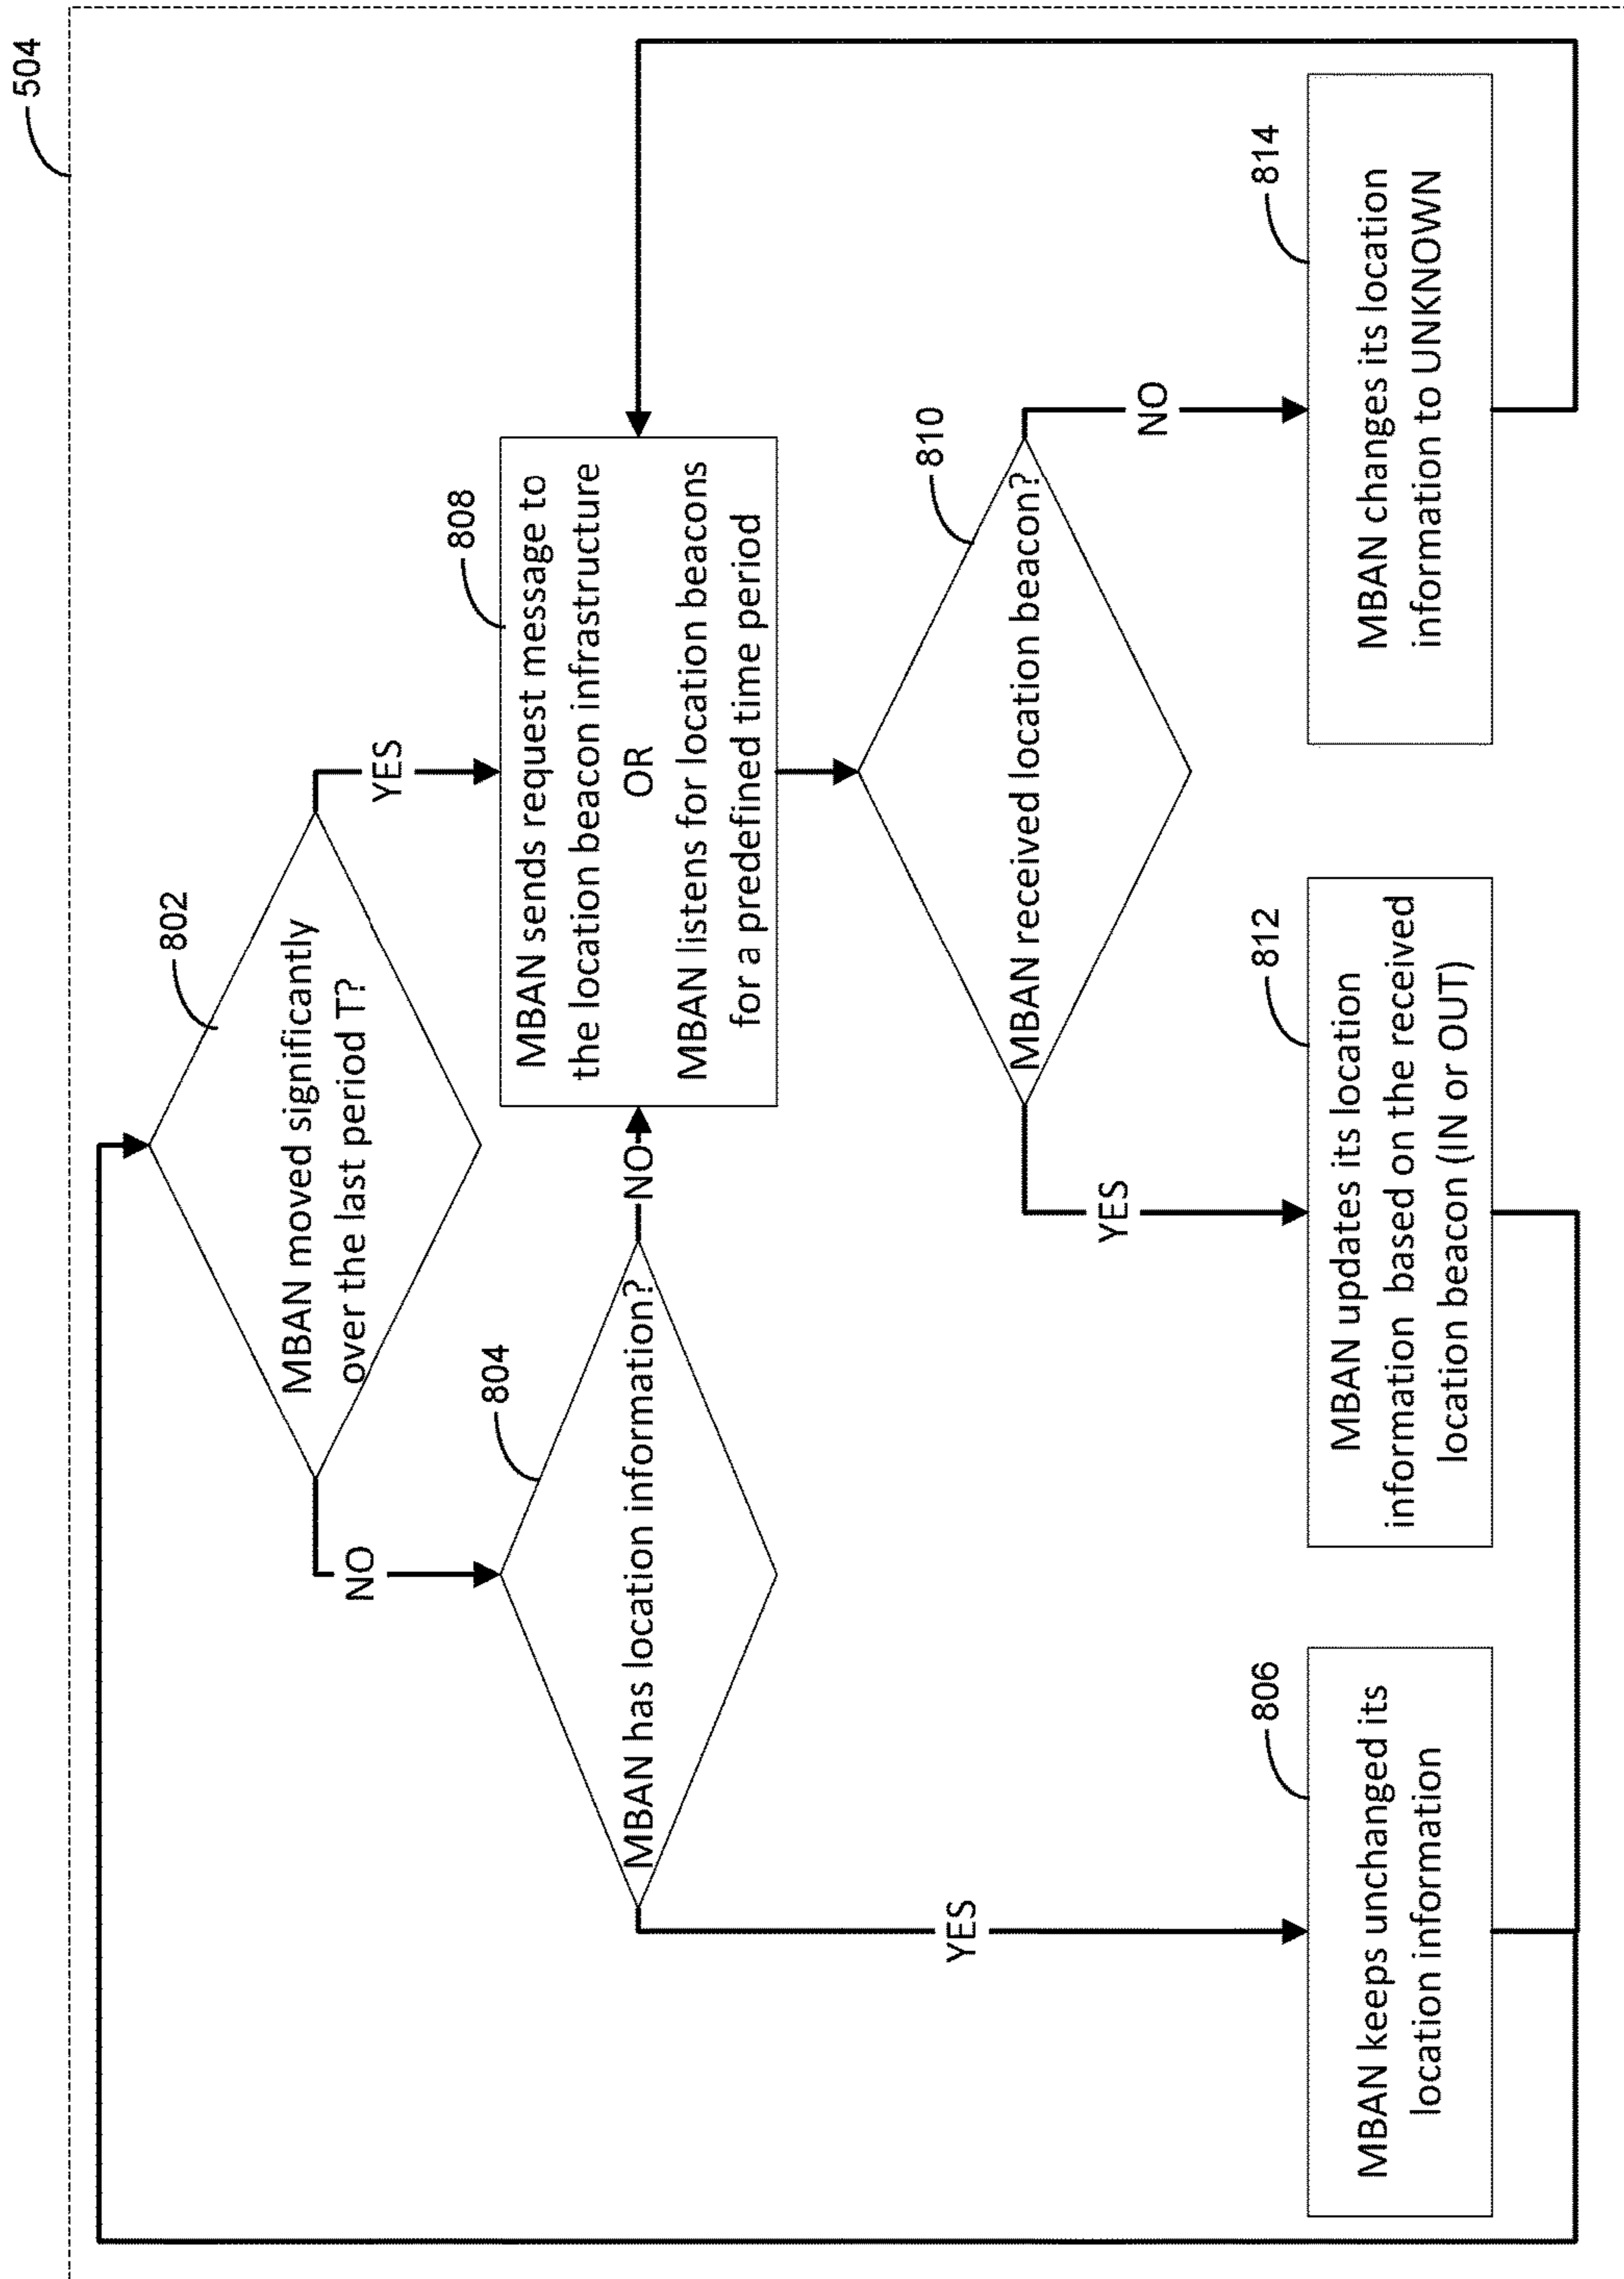 504
802
MBAN moved significantly
over the last period T?
NO
YES
804
MBAN has location information?
NO
808
MBAN sends request message to
the location beacon infrastructure
OR
MBAN listens for location beacons
for a predefined time period
810
MBAN received location beacon?
YES
YES
NO
806
MBAN keeps unchanged its
location information
812
MBAN updates its location
information based on the received
location beacon (IN or OUT)
814
MBAN changes its location
information to UNKNOWN